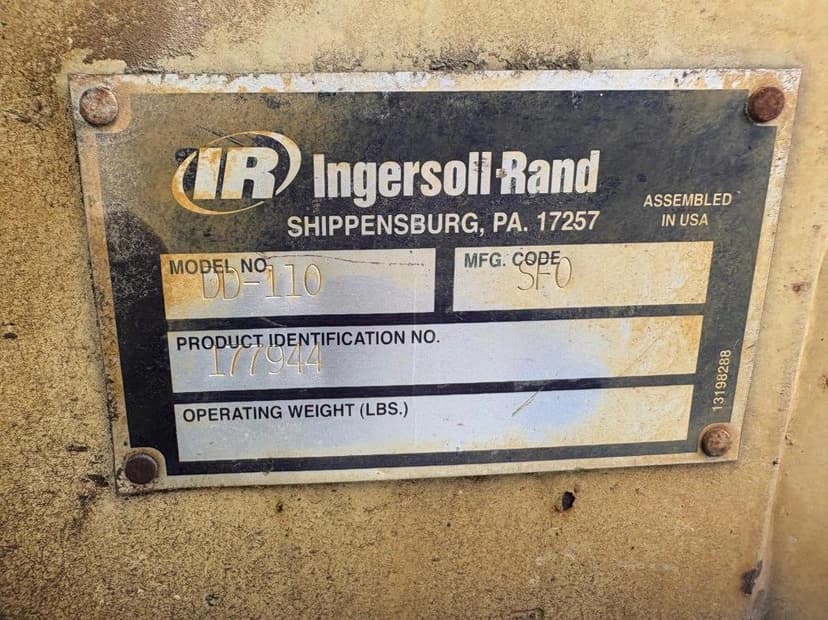 IR Ingersoll-Rand
SHIPPENSBURG, PA. 17257
ASSEMBLED
IN USA
MODEL NO.
DD-110
MFG. CODE
SF0
PRODUCT IDENTIFICATION NO.
177944
OPERATING WEIGHT (LBS.)
13198288